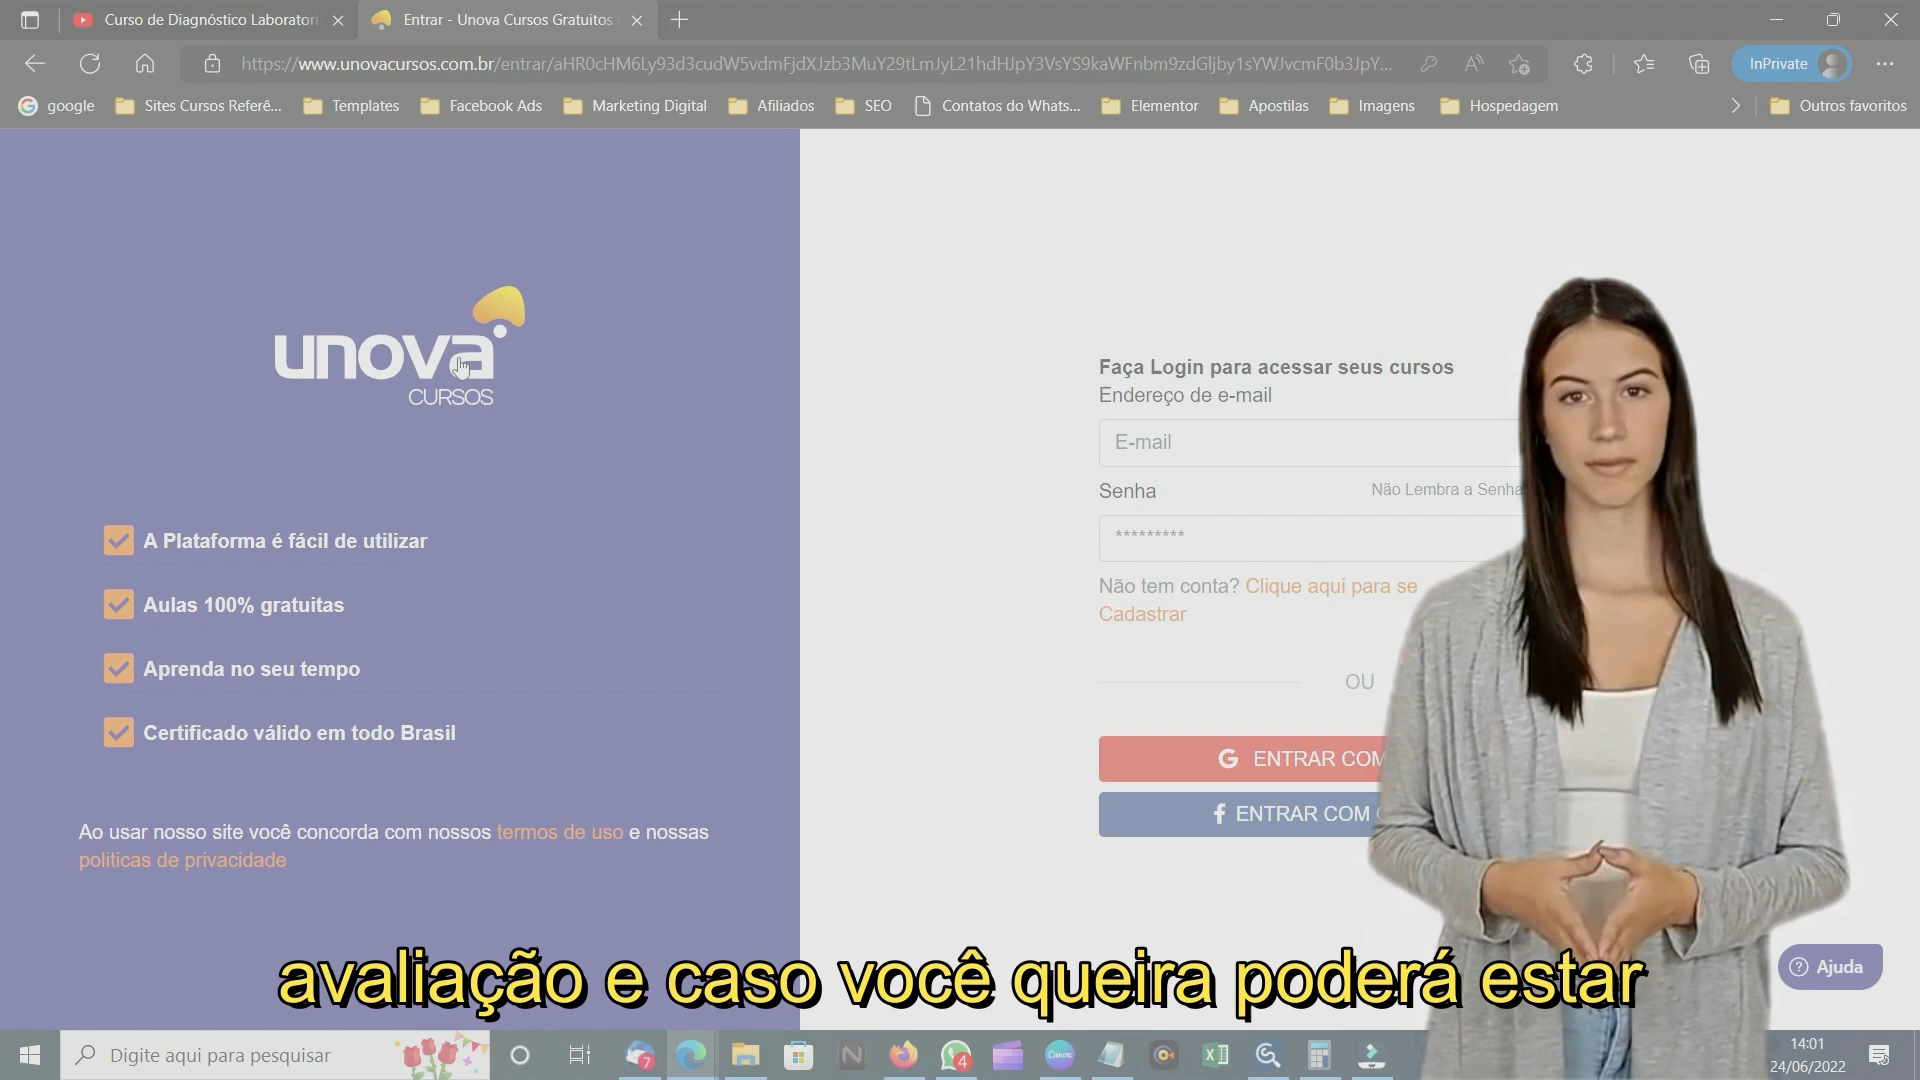 Curso de Diagnóstico Laboratori
Entrar - Unova Cursos Gratuitos
www.unovacursos.com.br/entrar/
InPrivate
google
Sites Cursos Referê...
Templates
Facebook Ads
Marketing Digital
Afiliados
SEO
Contatos do Whats...
Elementor
Apostilas
Imagens
Hospedagem
Outros favoritos
unova
CURSOS
A Plataforma é fácil de utilizar
Aulas 100% gratuitas
Aprenda no seu tempo
Certificado válido em todo Brasil
Ao usar nosso site você concorda com nossos termos de uso e nossas
politicas de privacidade
Faça Login para acessar seus cursos
Endereço de e-mail
E-mail
Senha
Não Lembra a Senha
*********
Não tem conta? Clique aqui para se
Cadastrar
OU
G ENTRAR COM
f ENTRAR COM
Ajuda
avaliação e caso você queira poderá estar
Digite aqui para pesquisar
7
4
Canva
14:01
24/06/2022